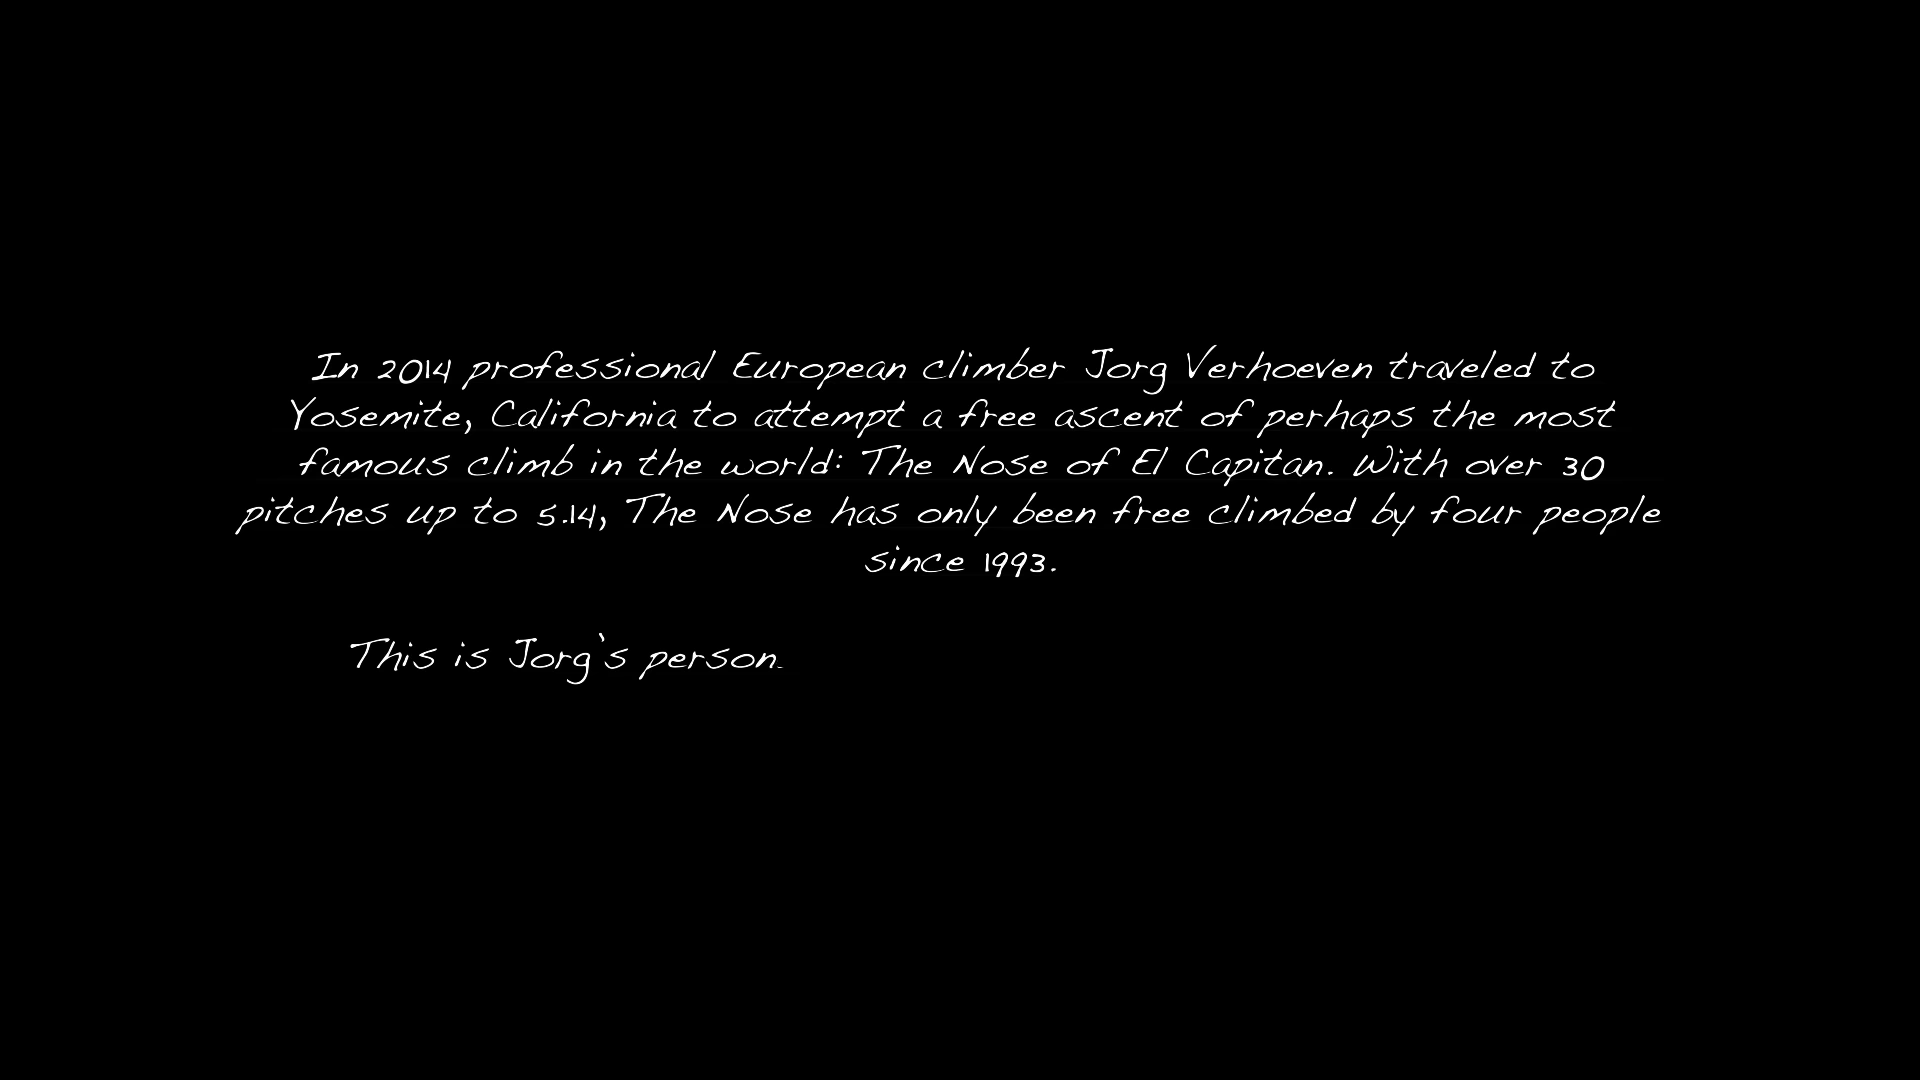 In 2014 professional European climber Jorg Verhoeven traveled to
Yosemite, California to attempt a free ascent of perhaps the most
famous climb in the world: The Nose of El Capitan. With over 30
pitches up to 5.14, The Nose has only been free climbed by four people
since 1993.
This is Jorg's person.